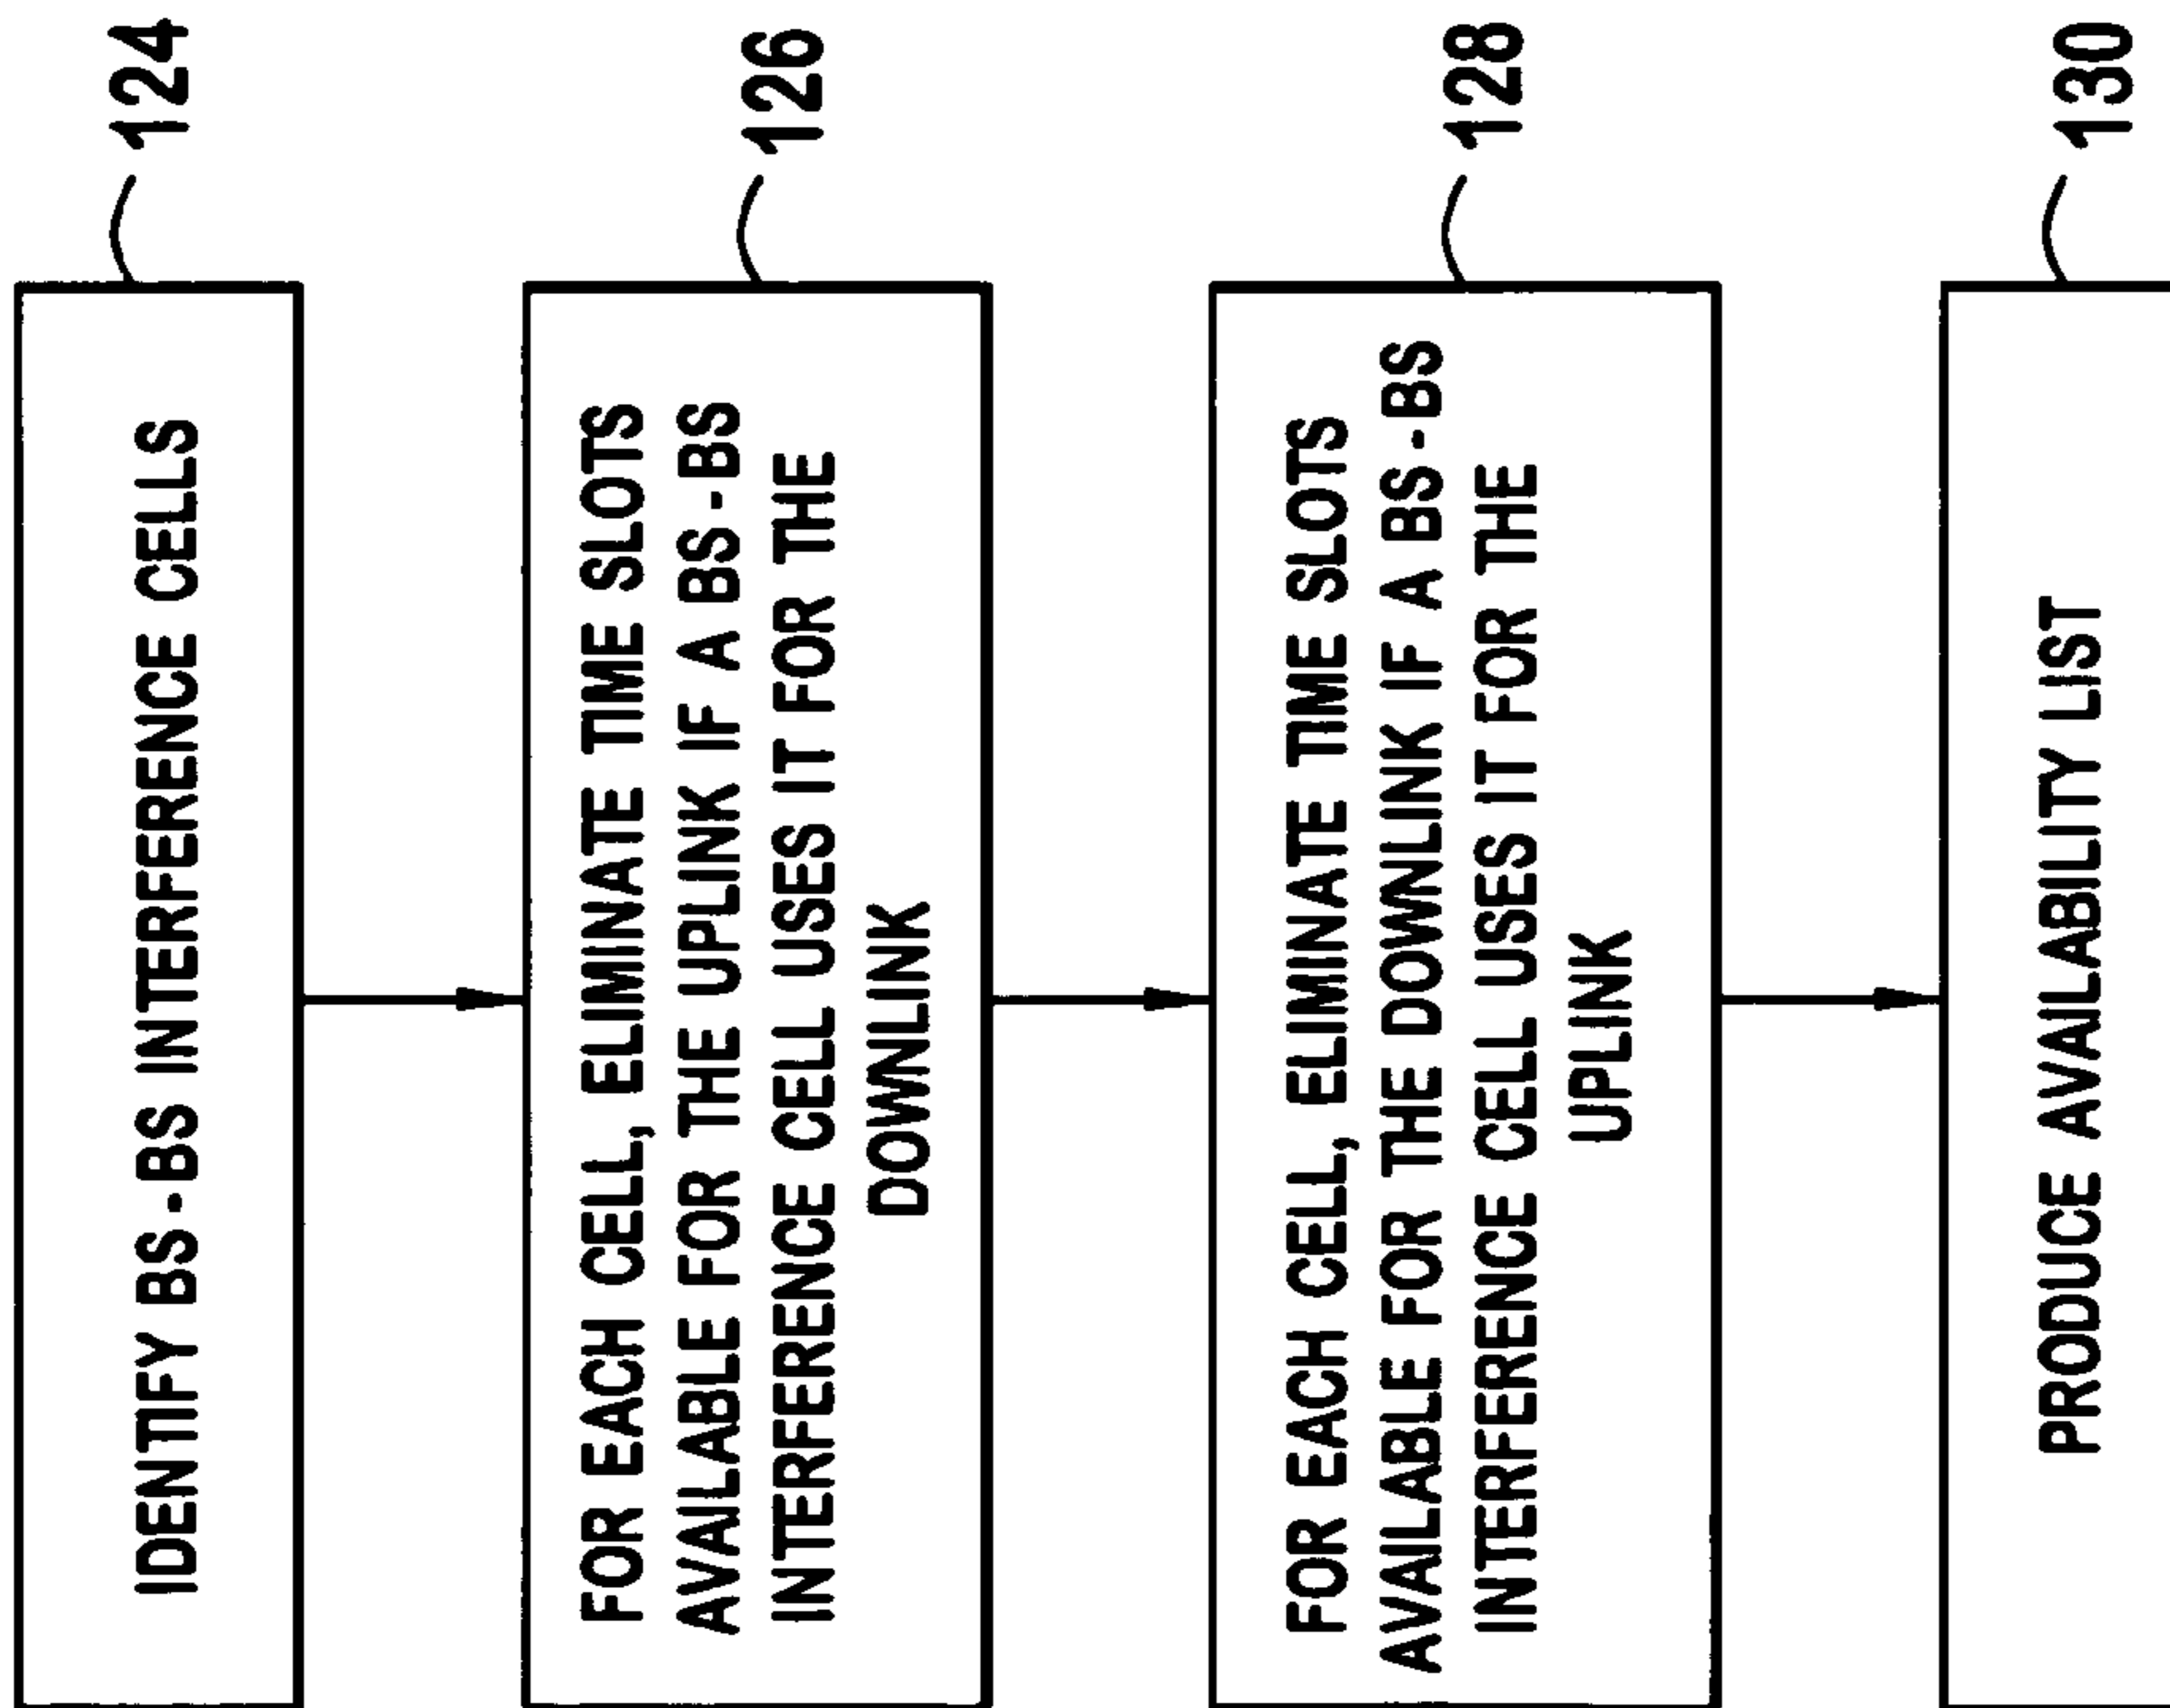 IDENTIFY BS-BS INTERFERENCE CELLS
124
FOR EACH CELL, ELIMINATE TIME SLOTS
AVAILABLE FOR THE UPLINK IF A BS-BS
INTERFERENCE CELL USES IT FOR THE
DOWNLINK
126
FOR EACH CELL, ELIMINATE TIME SLOTS
AVAILABLE FOR THE DOWNLINK IF A BS-BS
INTERFERENCE CELL USES IT FOR THE
UPLINK
128
PRODUCE AVAILABILITY LIST
130